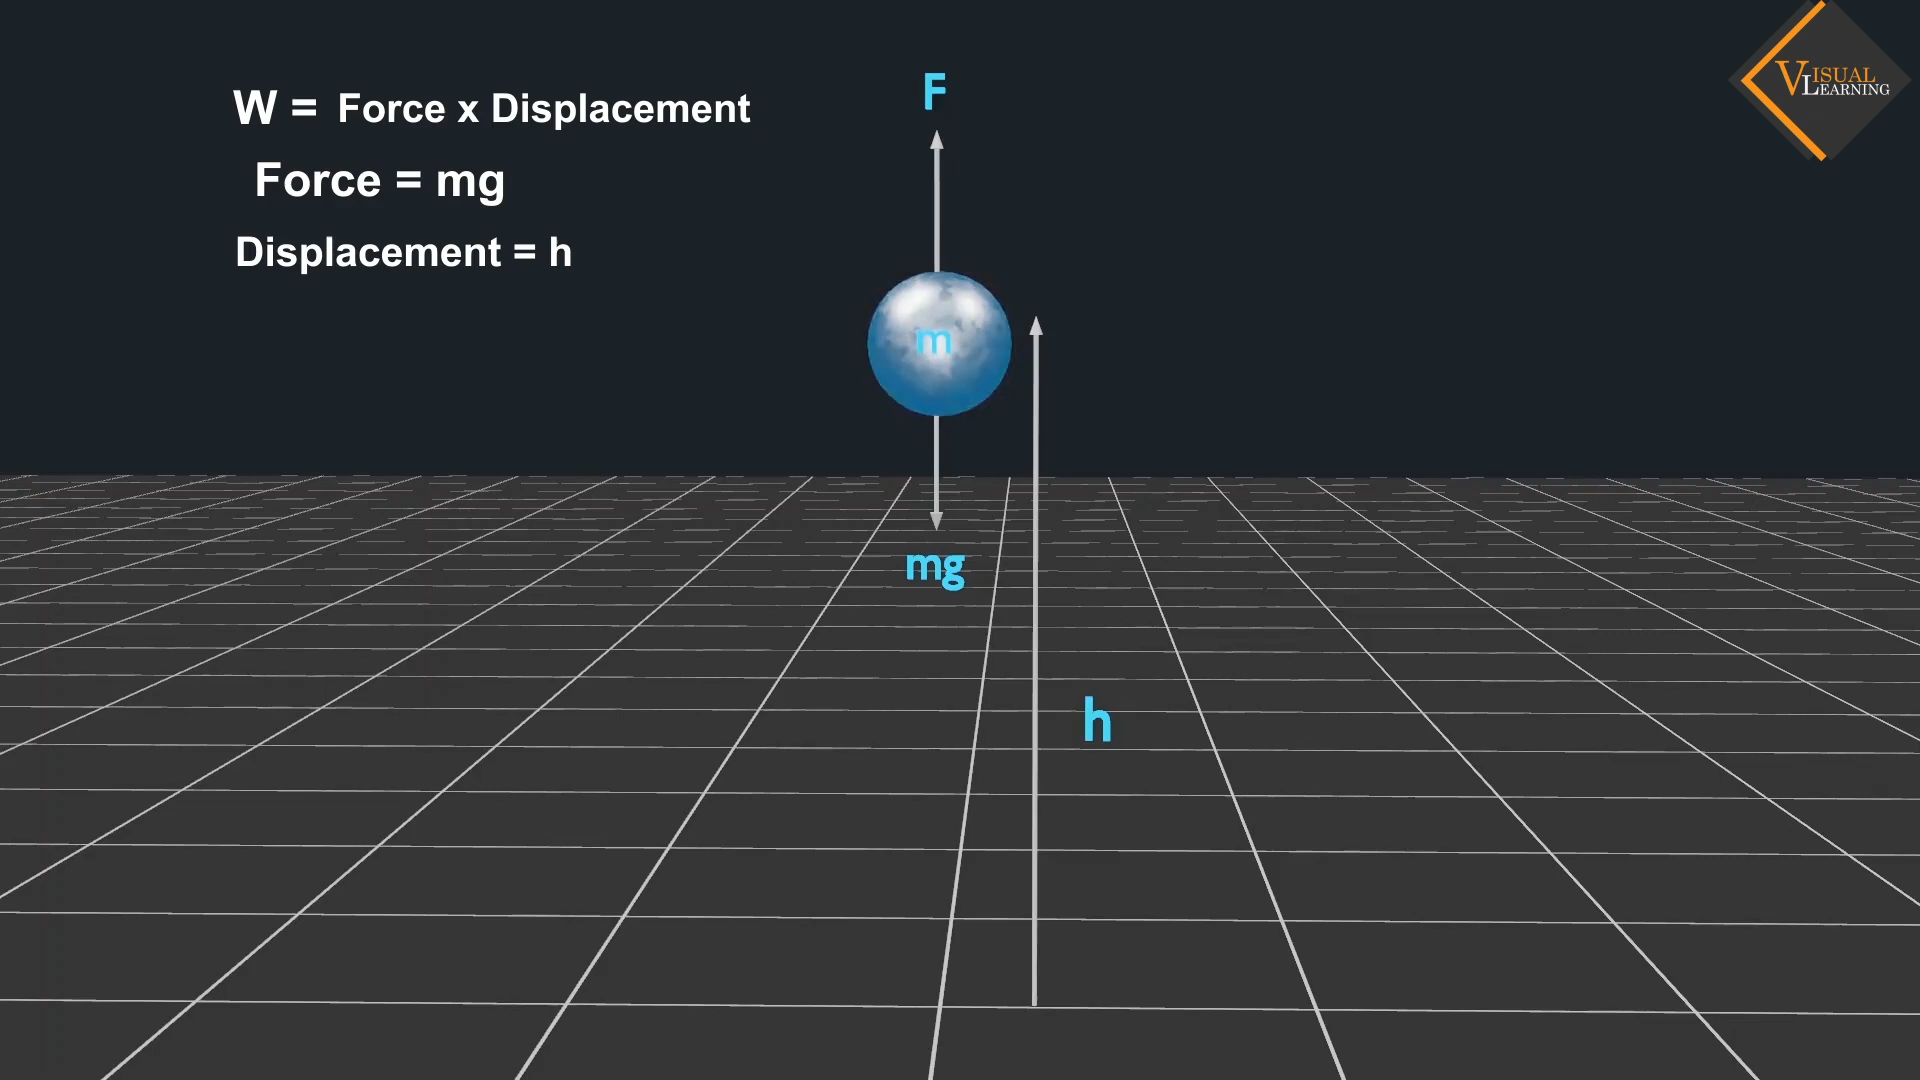 W = Force x Displacement
Force = mg
Displacement = h
F
m
mg
h
VISUAL
LEARNING